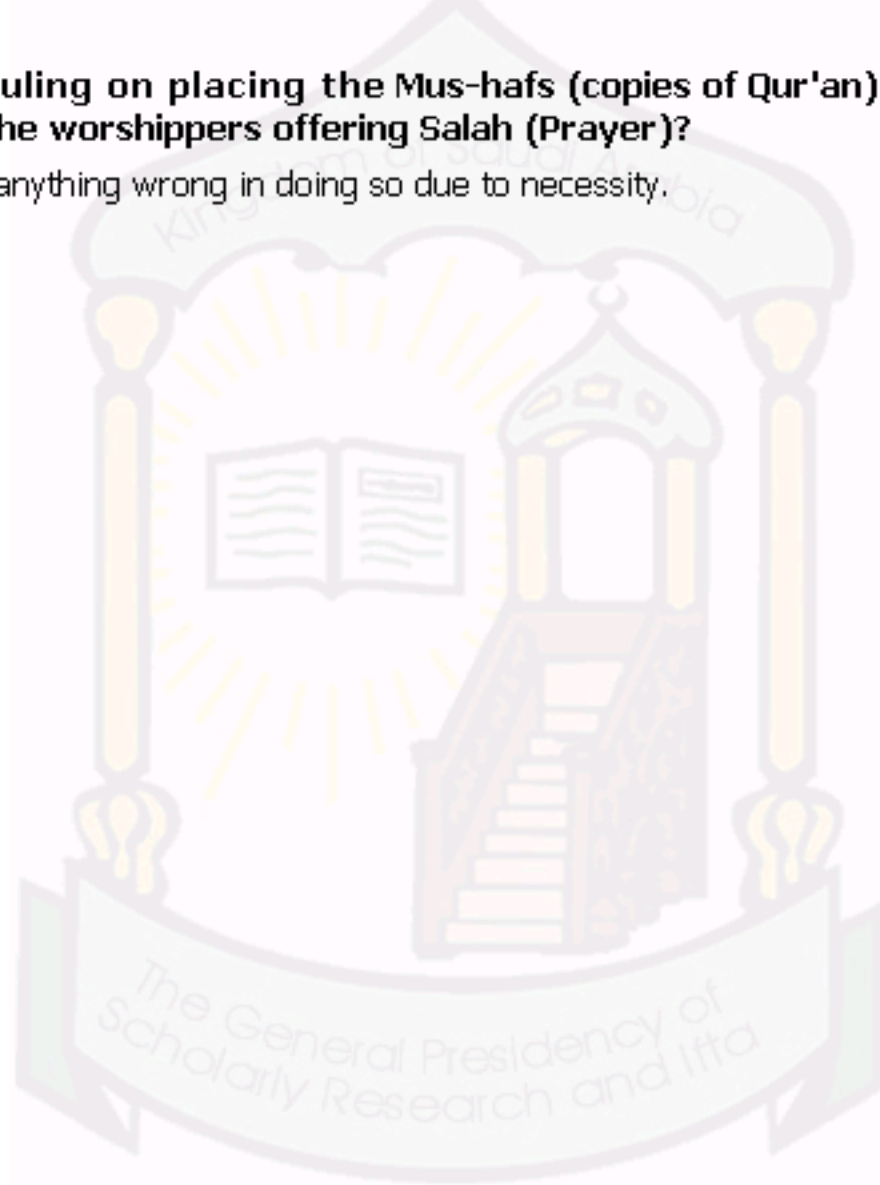 uling on placing the Mus-hafs (copies of Qur'an)
he worshippers offering Salah (Prayer)?
anything wrong in doing so due to necessity.
Kingdom of Saudi Arabia
The General Presidency of
Scholarly Research and Ifta